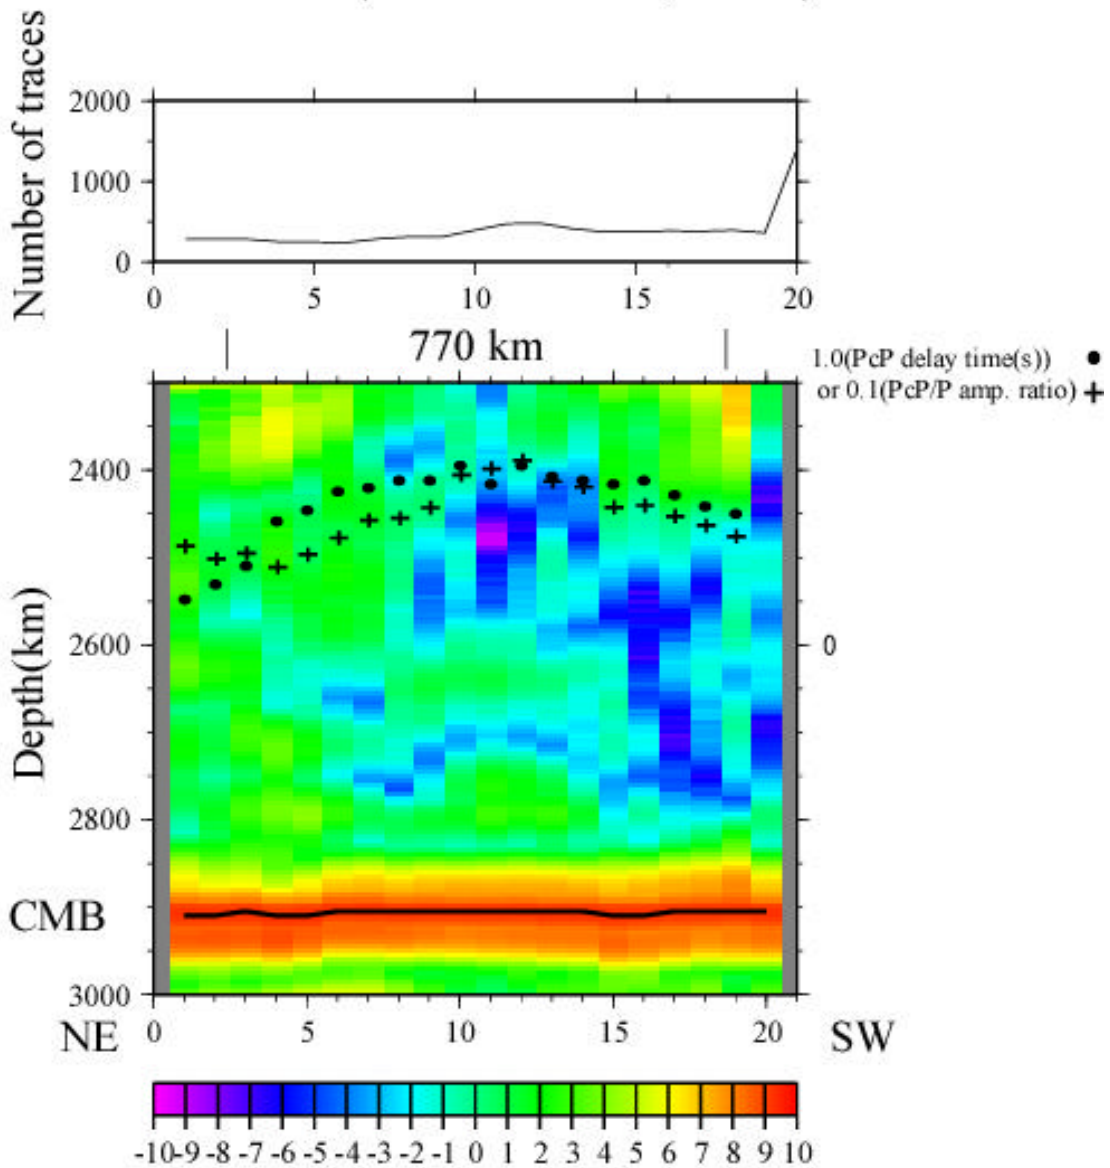 Number of traces
2000
1000
0
0 5 10 15 20
770 km
1.0(PcP delay time(s))
or 0.1(PcP/P amp. ratio)
Depth(km)
2400
2600
0
2800
CMB
3000
NE 0 5 10 15 20 SW
-10-9 -8 -7 -6 -5 -4 -3 -2 -1 0 1 2 3 4 5 6 7 8 9 10